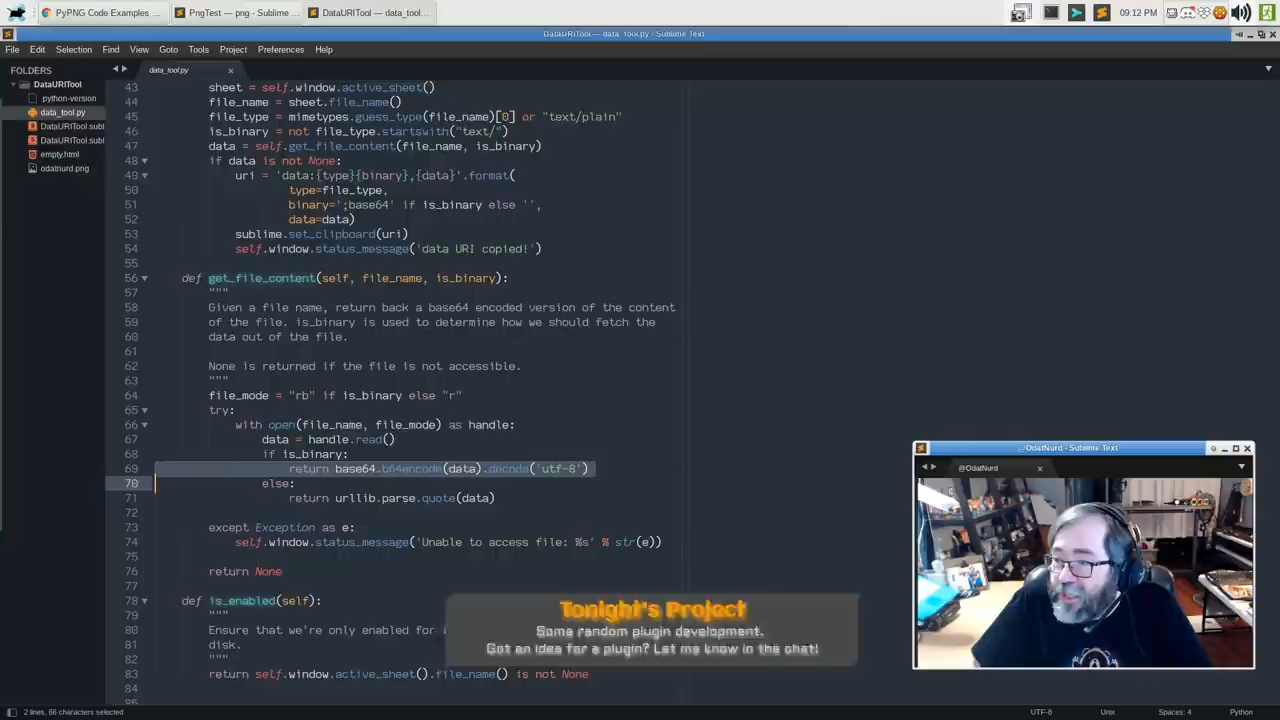 PyPNG Code Examples ...
PngTest — png - Sublime ...
DataURITool — data_tool....
09:12 PM
DataURITool — data_tool.py - Sublime Text
File Edit Selection Find View Goto Tools Project Preferences Help
FOLDERS
DataURITool
.python-version
data_tool.py
DataURITool.subl
DataURITool.subl
empty.html
odatnurd.png
data_tool.py
43 sheet = self.window.active_sheet()
44 file_name = sheet.file_name()
45 file_type = mimetypes.guess_type(file_name)[0] or "text/plain"
46 is_binary = not file_type.startswith("text/")
47 data = self.get_file_content(file_name, is_binary)
48 if data is not None:
49 uri = 'data:{type}{binary},{data}'.format(
50 type=file_type,
51 binary=';base64' if is_binary else '',
52 data=data)
53 sublime.set_clipboard(uri)
54 self.window.status_message('data URI copied!')
55
56 def get_file_content(self, file_name, is_binary):
57 """
58 Given a file name, return back a base64 encoded version of the content
59 of the file. is_binary is used to determine how we should fetch the
60 data out of the file.
61
62 None is returned if the file is not accessible.
63 """
64 file_mode = "rb" if is_binary else "r"
65 try:
66 with open(file_name, file_mode) as handle:
67 data = handle.read()
68 if is_binary:
69 return base64.b64encode(data).decode('utf-8')
70 else:
71 return urllib.parse.quote(data)
72
73 except Exception as e:
74 self.window.status_message('Unable to access file: %s' % str(e))
75
76 return None
77
78 def is_enabled(self):
79 """
80 Ensure that we're only enabled for
81 disk.
82 """
83 return self.window.active_sheet().file_name() is not None
84
85
@OdatNurd - Sublime Text
@OdatNurd
Tonight's Project
Some random plugin development.
Got an idea for a plugin? Let me know in the chat!
2 lines, 66 characters selected
UTF-8
Unix
Spaces: 4
Python